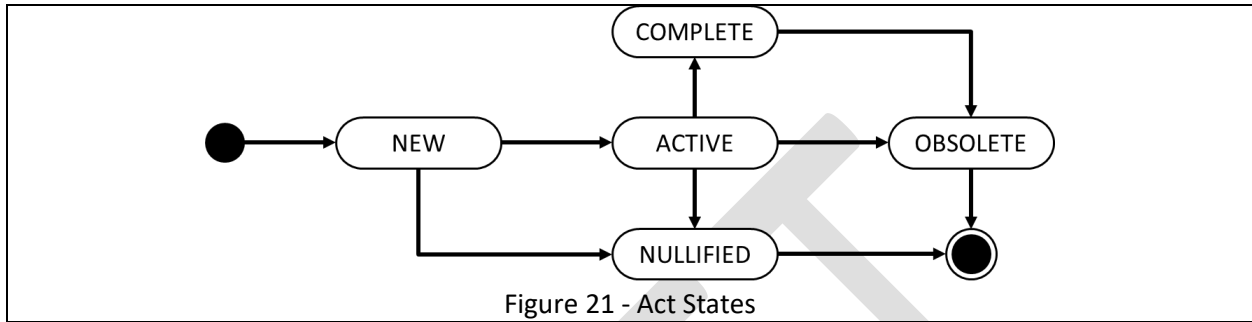 COMPLETE
NEW
ACTIVE
OBSOLETE
NULLIFIED
Figure 21 - Act States